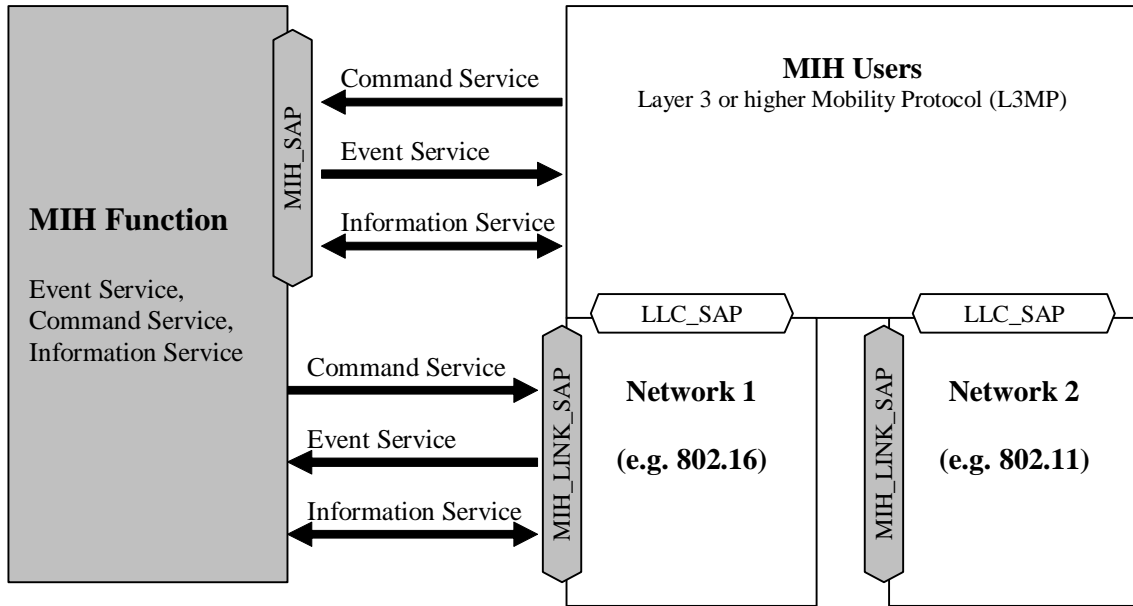 MIH Function
Event Service,
Command Service,
Information Service
MIH_SAP
Command Service
Event Service
Information Service
MIH Users
Layer 3 or higher Mobility Protocol (L3MP)
Command Service
Event Service
Information Service
MIH_LINK_SAP
LLC_SAP
Network 1
(e.g. 802.16)
MIH_LINK_SAP
LLC_SAP
Network 2
(e.g. 802.11)